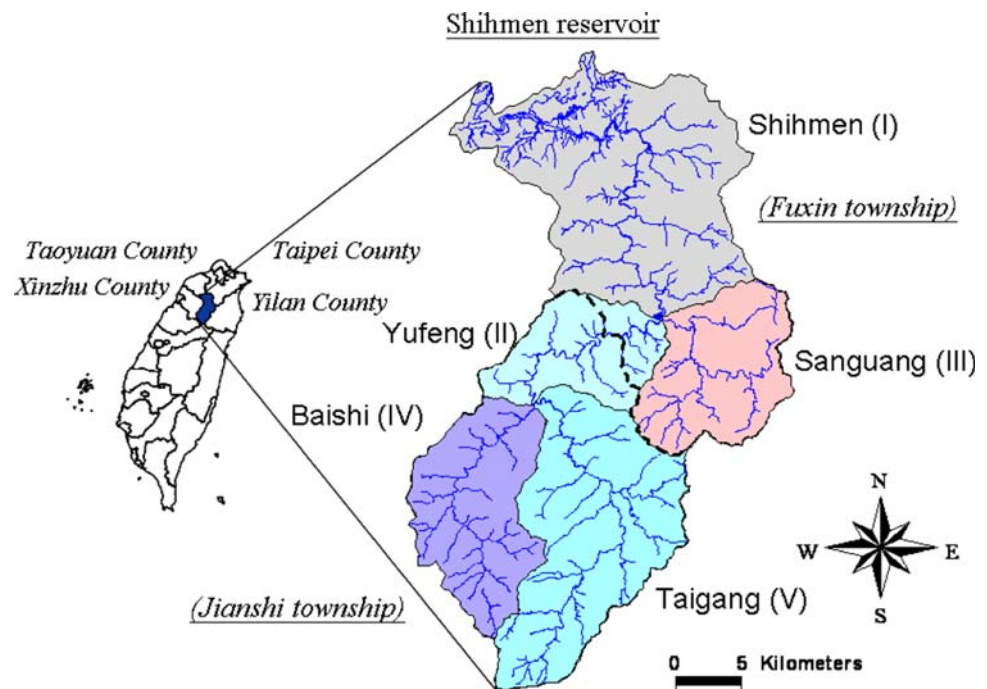 Shihmen reservoir
Shihmen (I)
(Fuxin township)
Taoyuan County
Taipei County
Xinzhu County
Yilan County
Yufeng (II)
Sanguang (III)
Baishi (IV)
N
W
E
S
Taigang (V)
(Jianshi township)
0 5 Kilometers